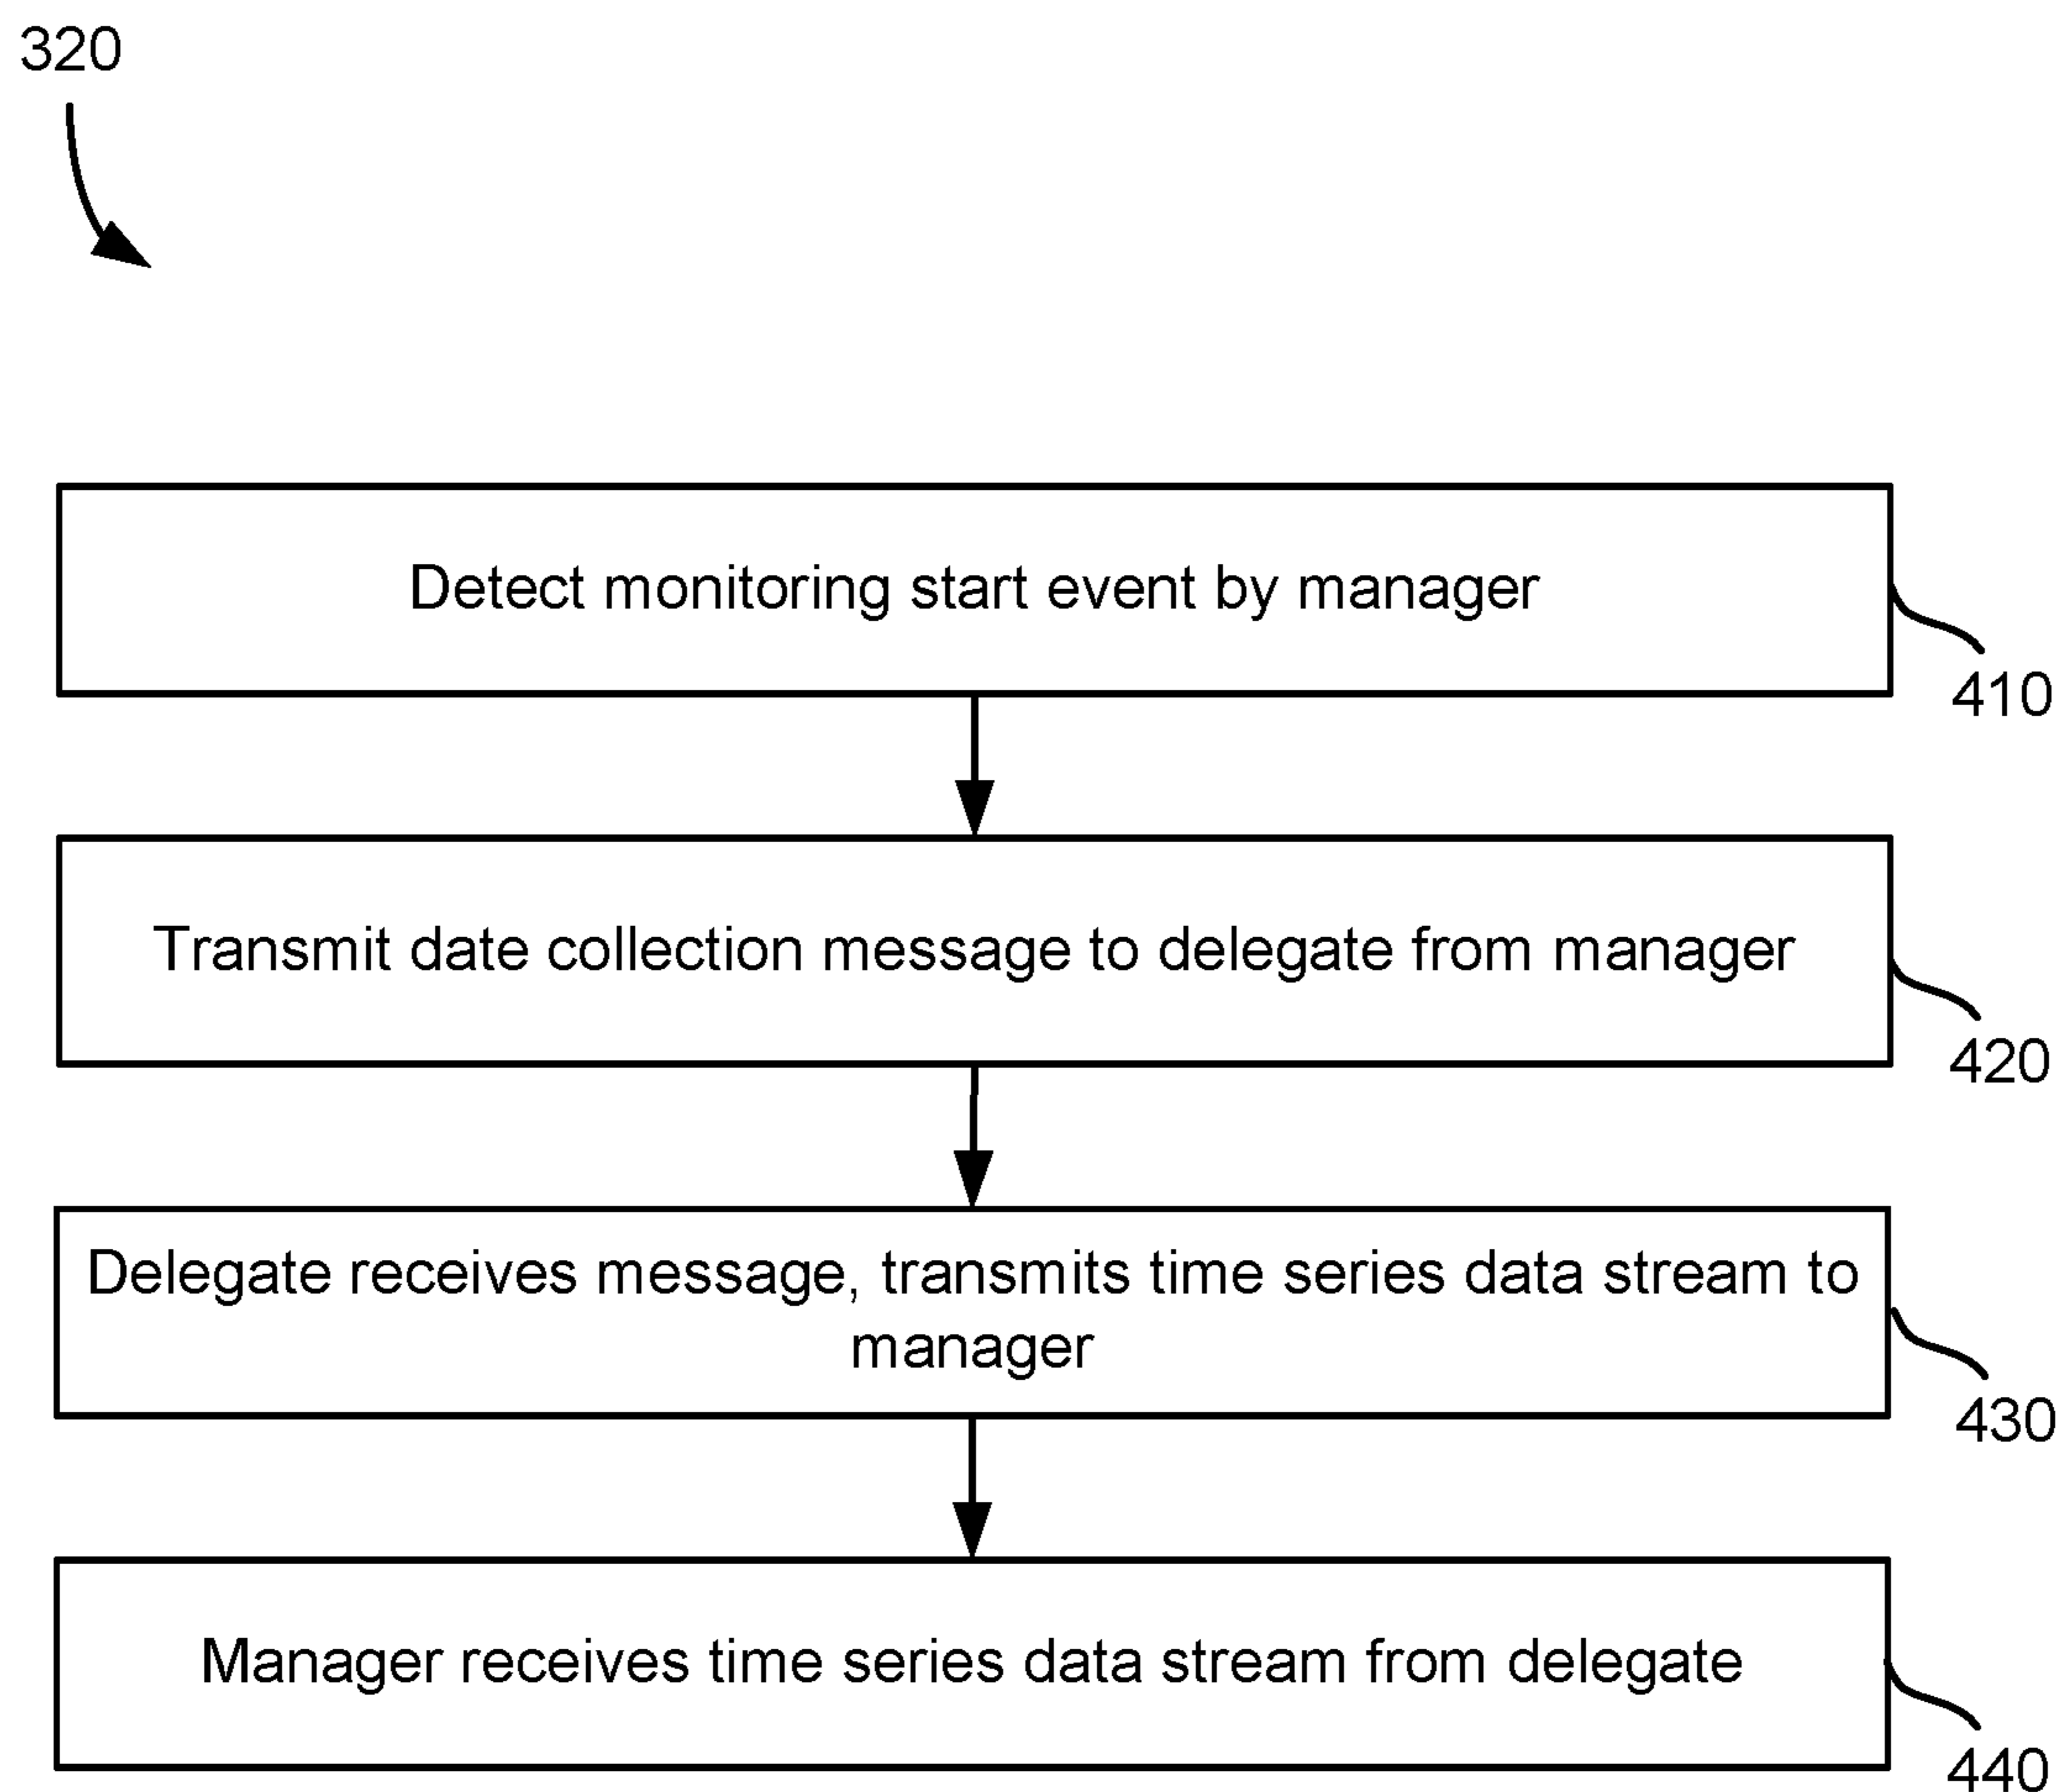 320
Detect monitoring start event by manager
410
Transmit date collection message to delegate from manager
420
Delegate receives message, transmits time series data stream to
manager
430
Manager receives time series data stream from delegate
440